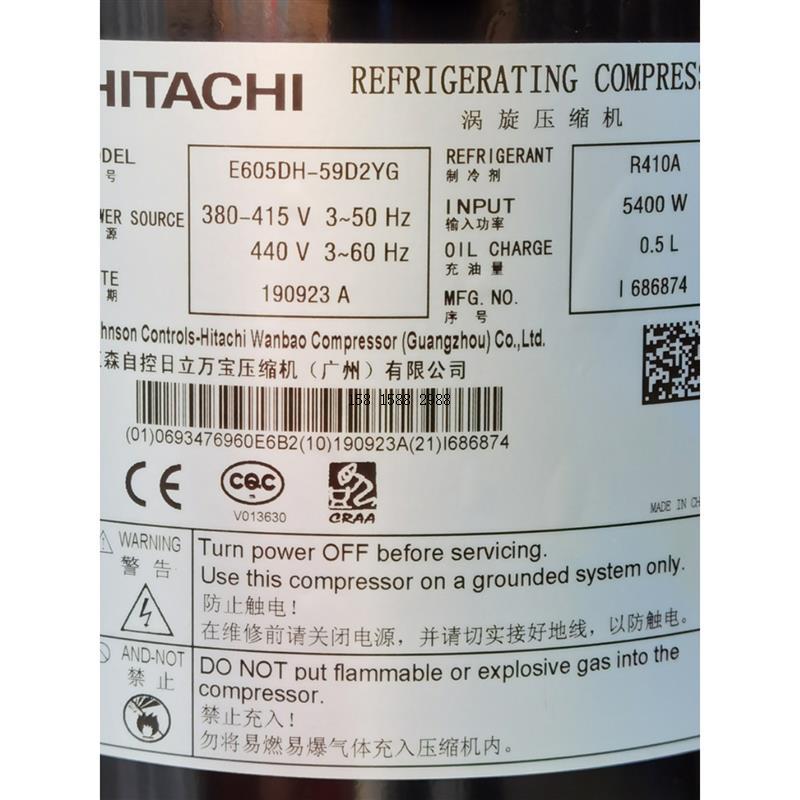 HITACHI REFRIGERATING COMPRESS
涡旋压缩机
ODEL E605DH-59D2YG REFRIGERANT R410A
号 制冷剂
WER SOURCE 380-415 V 3~50 Hz INPUT 5400 W
源 440 V 3~60 Hz 输入功率
OIL CHARGE 0.5 L
充油量
TE 190923 A MFG. NO. I 686874
期 序号
hnson Controls-Hitachi Wanbao Compressor (Guangzhou) Co.,Ltd.
森自控日立万宝压缩机（广州）有限公司
158 1588 2988
(01)0693476960E6B2(10)190923A(21)I686874
CE CQC CRAA
V013630
MADE IN CH
WARNING Turn power OFF before servicing.
警告 Use this compressor on a grounded system only.
防止触电！
在维修前请关闭电源，并请切实接好地线，以防触电。
AND-NOT DO NOT put flammable or explosive gas into the
禁止 compressor.
禁止充入！
勿将易燃易爆气体充入压缩机内。